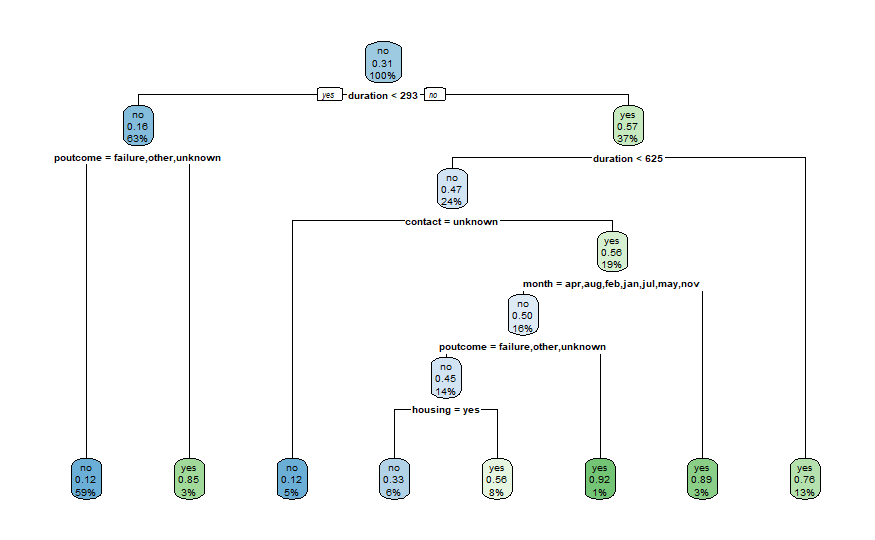 no
0.31
100%
yes duration < 293 no
no
0.16
63%
yes
0.57
37%
poutcome = failure,other,unknown
duration < 625
no
0.47
24%
contact = unknown
yes
0.56
19%
month = apr,aug,feb,jan,jul,may,nov
no
0.50
16%
poutcome = failure,other,unknown
no
0.45
14%
housing = yes
no
0.12
59%
yes
0.85
3%
no
0.12
5%
no
0.33
6%
yes
0.56
8%
yes
0.92
1%
yes
0.89
3%
yes
0.76
13%